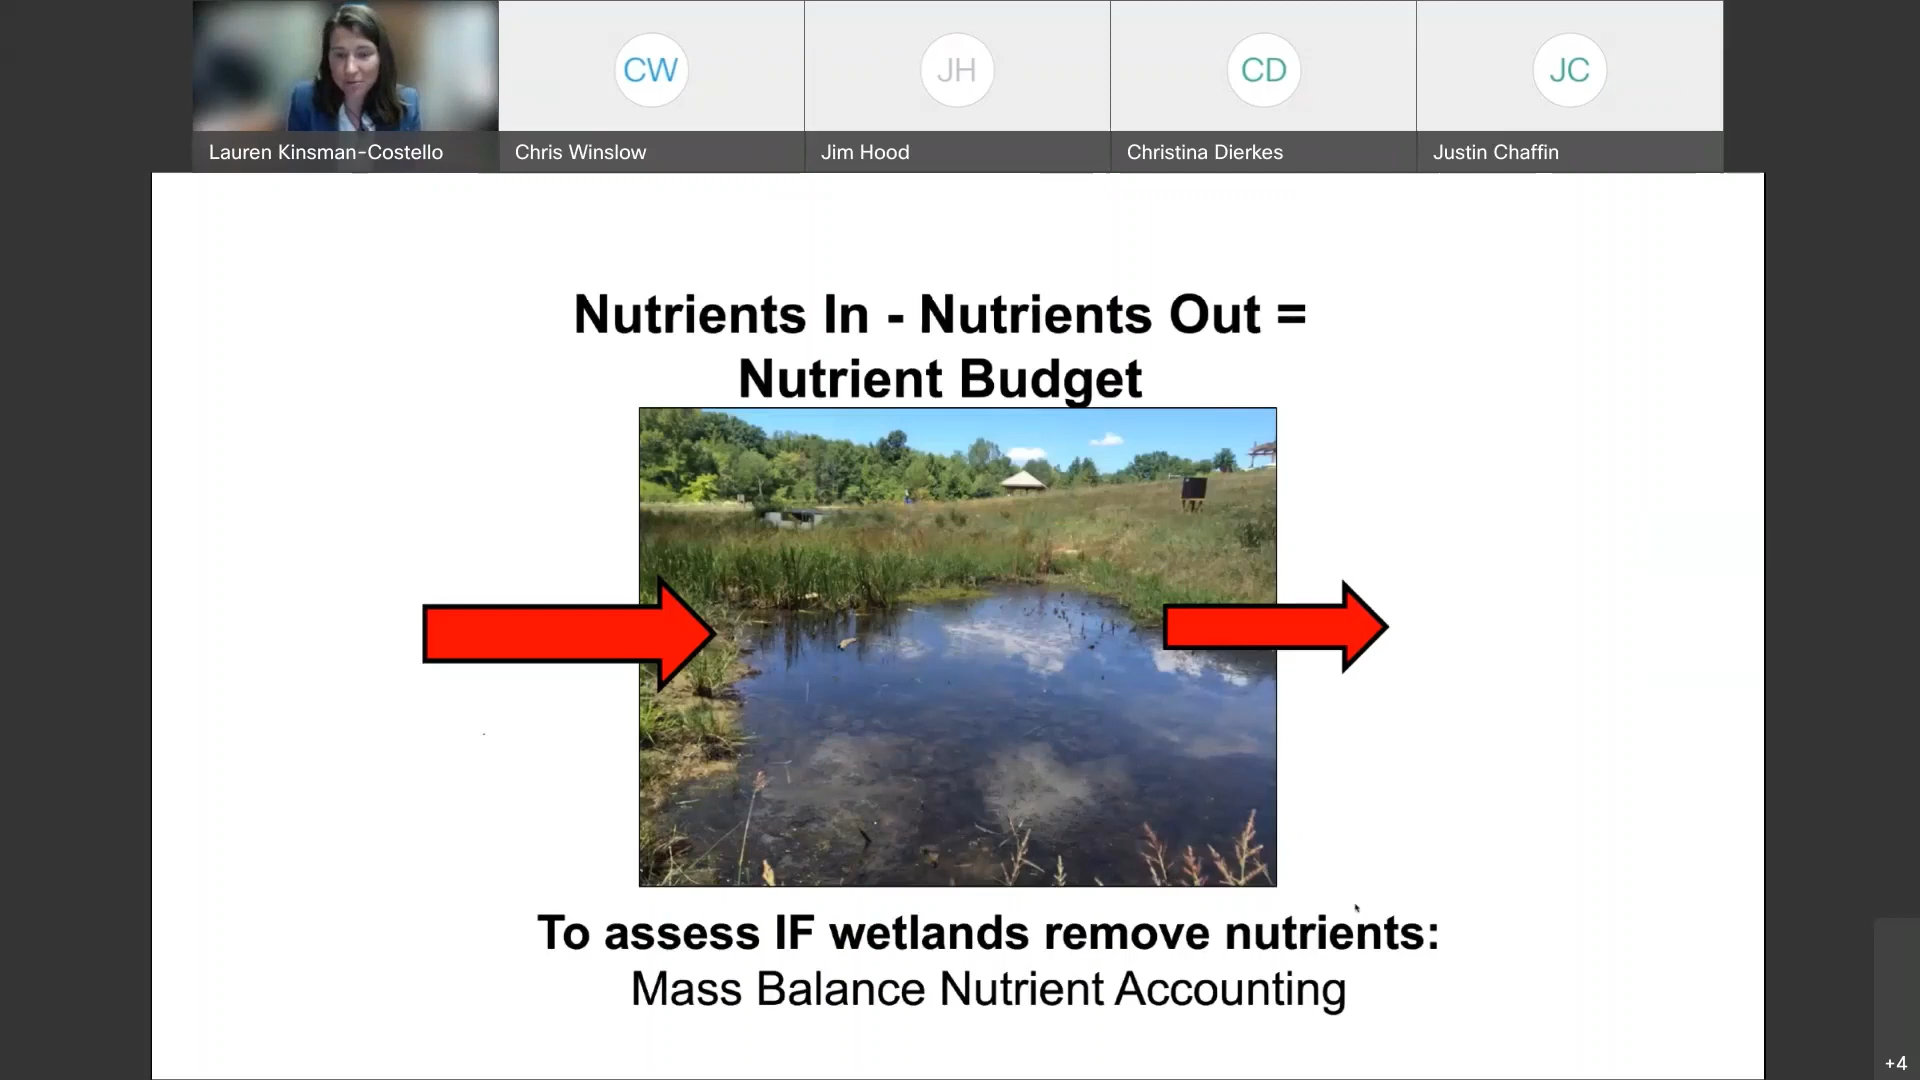 CW
JH
CD
JC
Lauren Kinsman-Costello
Chris Winslow
Jim Hood
Christina Dierkes
Justin Chaffin
Nutrients In - Nutrients Out =
Nutrient Budget
To assess IF wetlands remove nutrients:
Mass Balance Nutrient Accounting
+4